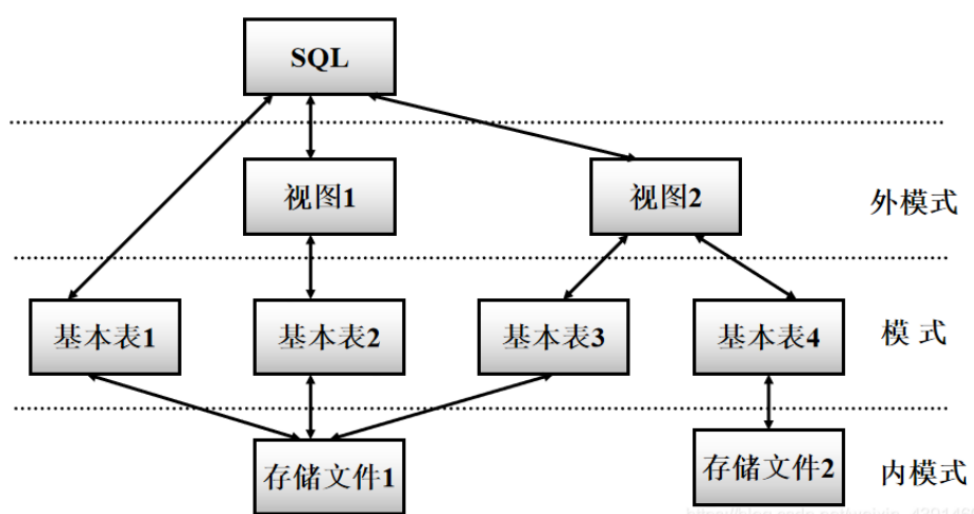 SQL
视图1
视图2
外模式
基本表1
基本表2
基本表3
基本表4
模 式
存储文件1
存储文件2
内模式